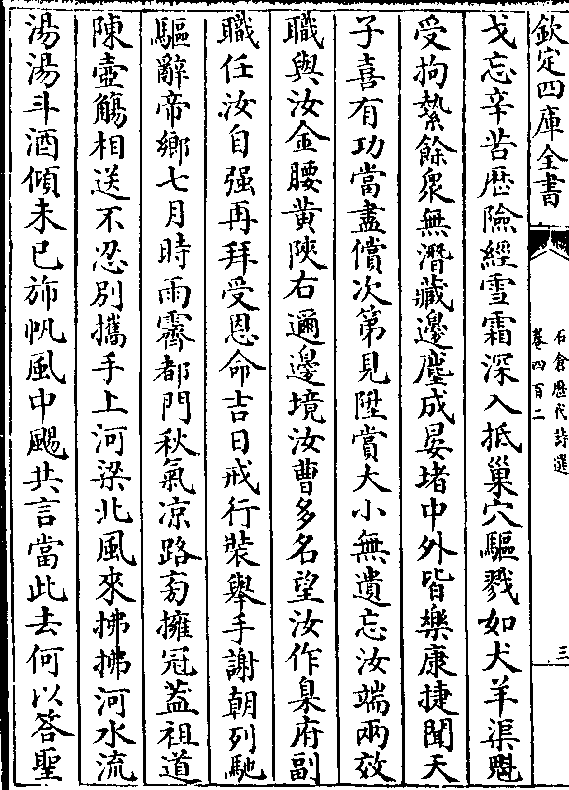 欽定四庫全書
石倉歷代詩選
卷四百二
三
戈忘辛苦歴險經雪霜深入抵巢穴驅戮如犬羊渠魁
受拘縶餘衆無潛藏邊塵成晏堵中外皆樂康捷聞天
子喜有功當盡償次第見陞賞大小無遺忘汝端兩效
職與汝金腰黄陜右邇邊境汝曹多名望汝作臬府副
職任汝自强再拜受恩命吉日戒行裝舉手謝朝列馳
驅辭帝鄉七月時雨霽都門秋氣凉路旁擁冠葢祖道
陳壺觴相送不忍别攜手上河梁北風來拂拂河水流
湯湯斗酒傾未已斾帆風中颺共言當此去何以答聖